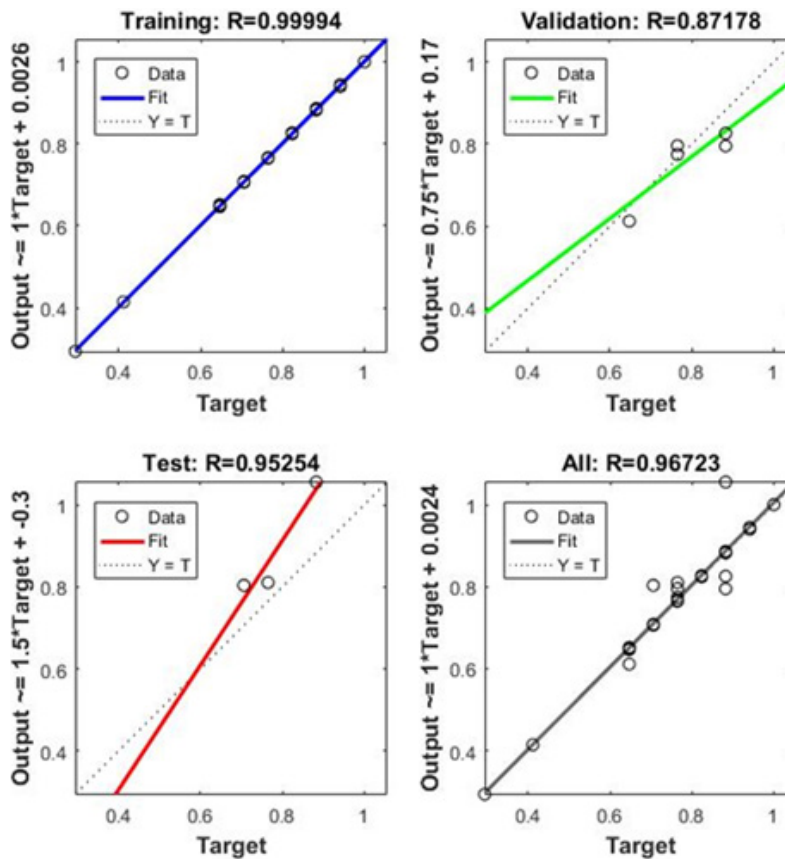 Training: R=0.99994
Output ~= 1*Target + 0.0026
Data
Fit
Y = T
1
0.8
0.6
0.4
0.4 0.6 0.8 1
Target
Validation: R=0.87178
Output ~= 0.75*Target + 0.17
Data
Fit
Y = T
1
0.8
0.6
0.4
0.4 0.6 0.8 1
Target
Test: R=0.95254
Output ~= 1.5*Target + -0.3
Data
Fit
Y = T
1
0.8
0.6
0.4
0.4 0.6 0.8 1
Target
All: R=0.96723
Output ~= 1*Target + 0.0024
Data
Fit
Y = T
1
0.8
0.6
0.4
0.4 0.6 0.8 1
Target